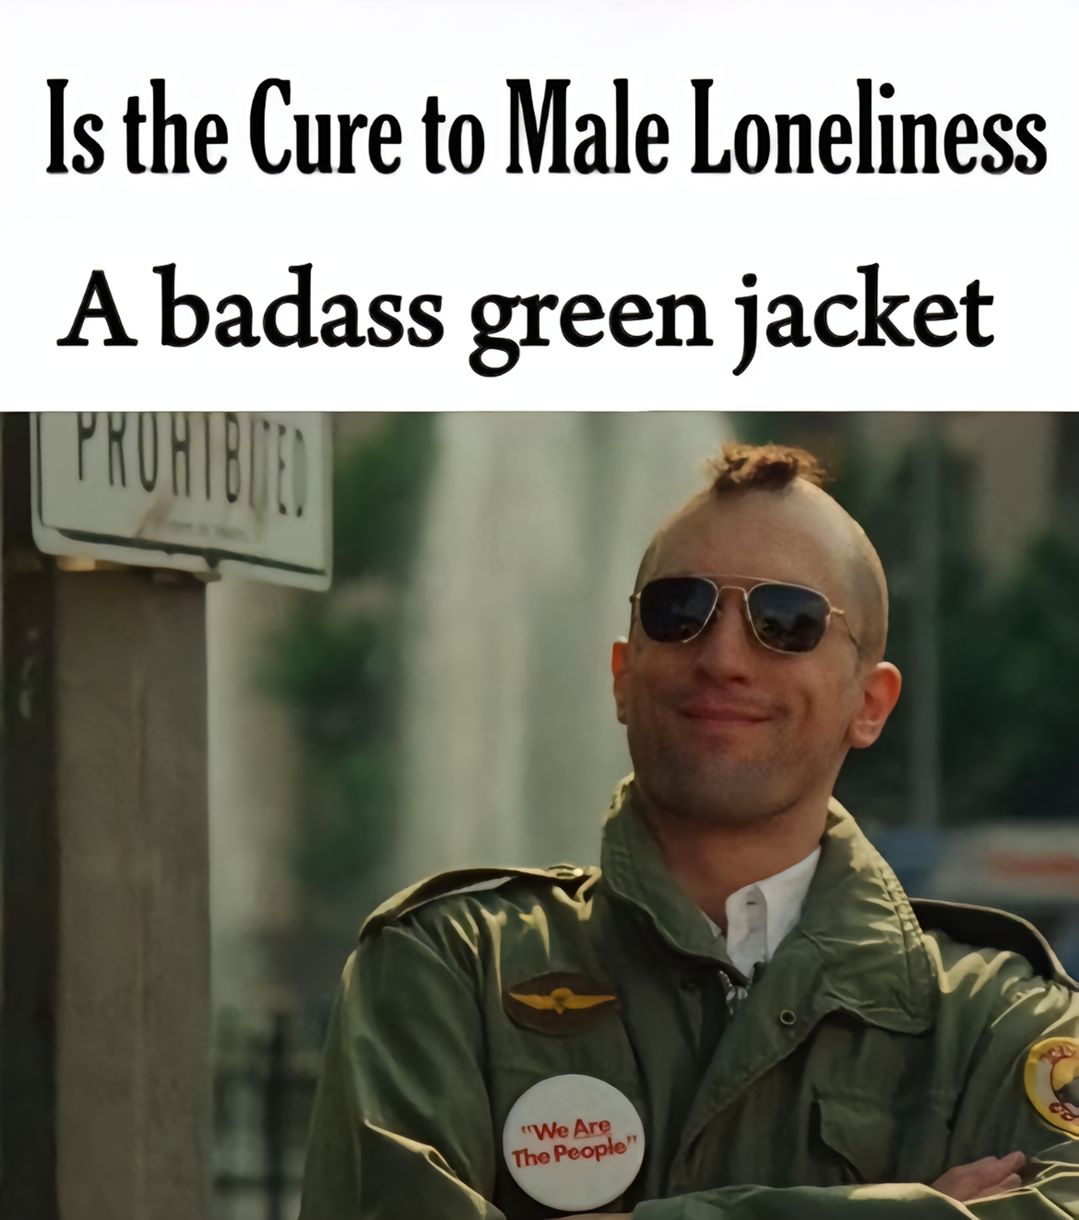 Is the Cure to Male Loneliness
A badass green jacket
PROHIBITED
"We Are
The People"